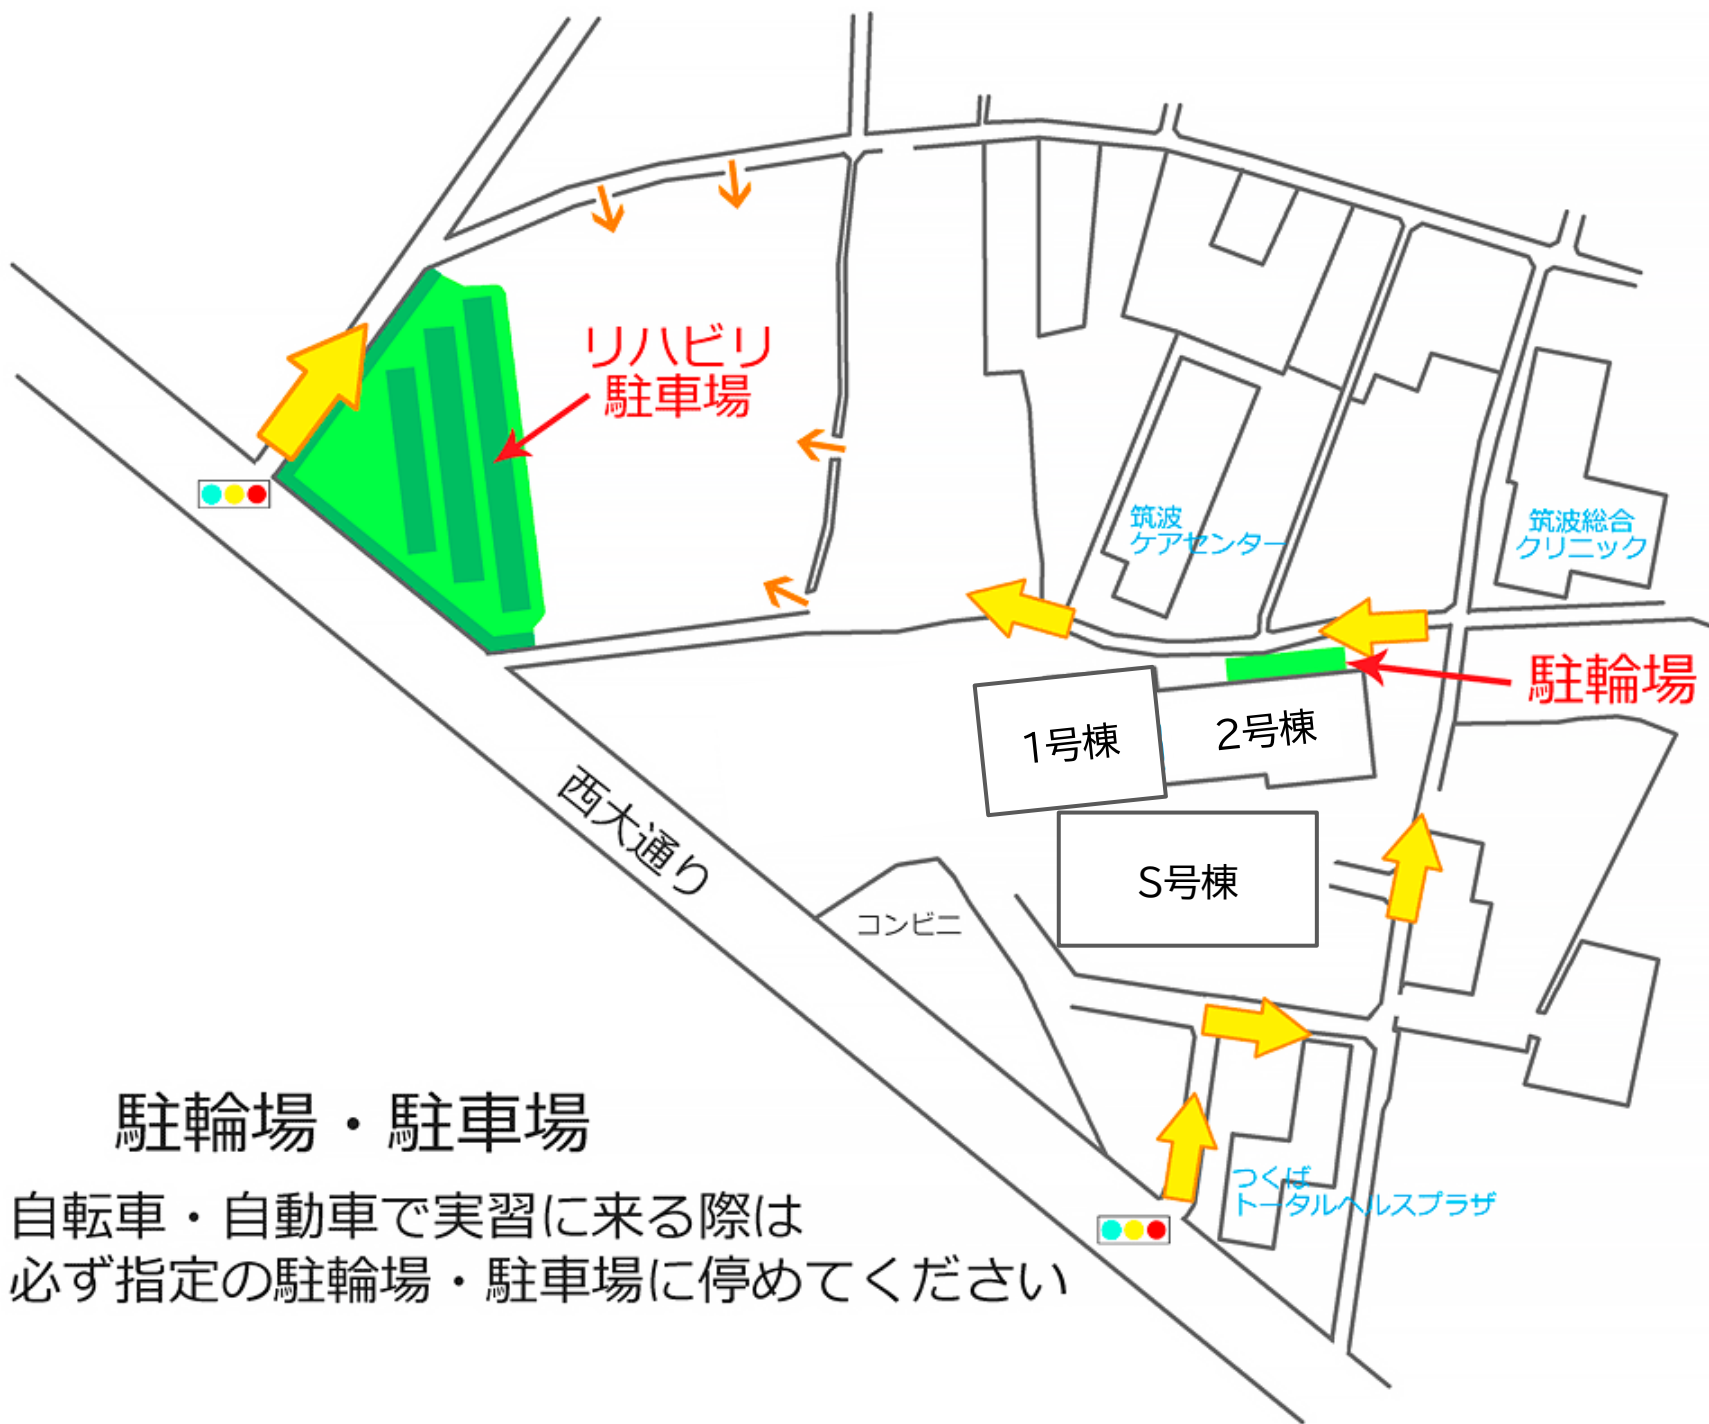 リハビリ
駐車場
筑波
ケアセンター
筑波総合
クリニック
駐輪場
1号棟
2号棟
西大通り
S号棟
コンビニ
駐輪場・駐車場
つくば
トータルヘルスプラザ
自転車・自動車で実習に来る際は
必ず指定の駐輪場・駐車場に停めてください